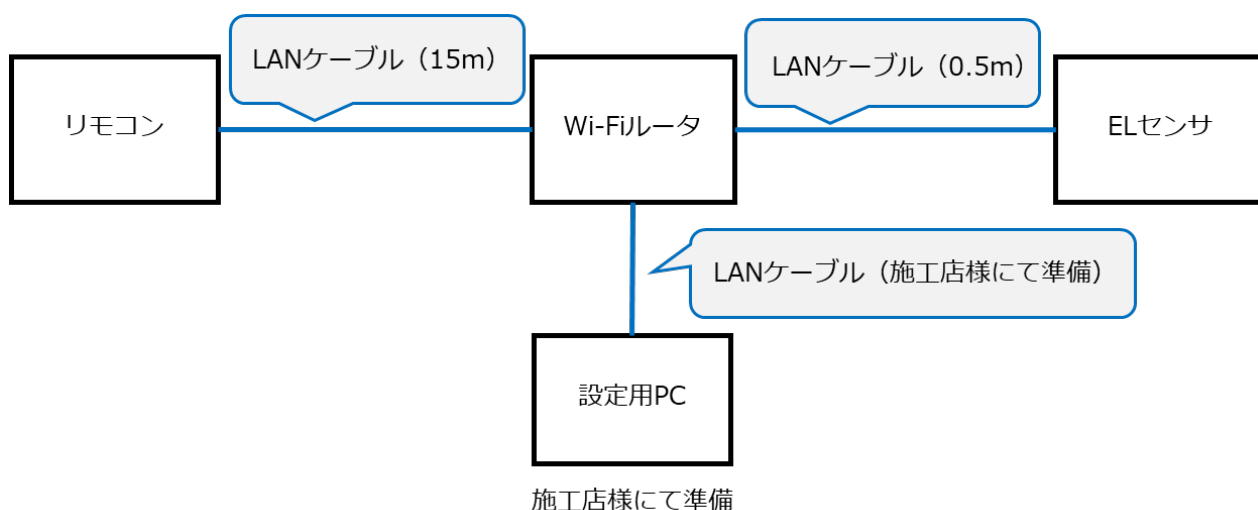 LANケーブル（15m）
LANケーブル（0.5m）
リモコン
Wi-Fiルータ
ELセンサ
LANケーブル（施工店様にて準備）
設定用PC
施工店様にて準備